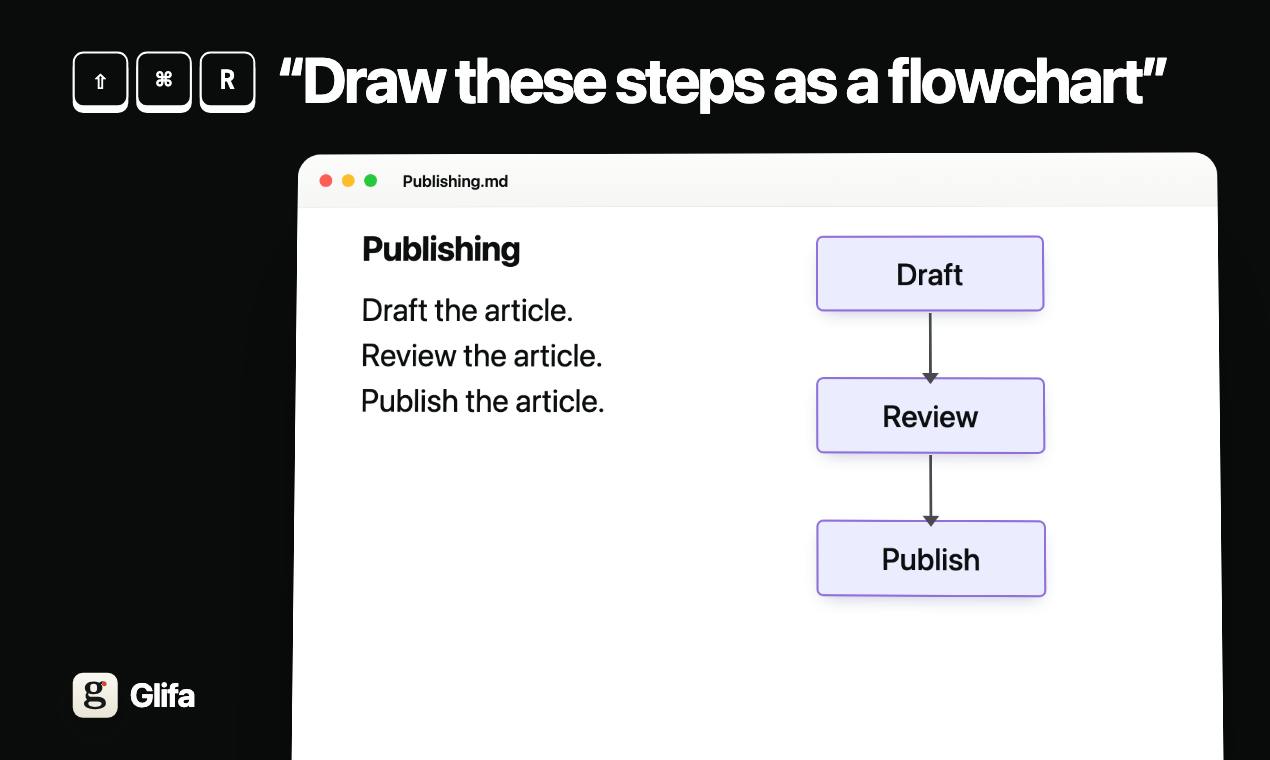 ⇧ ⌘ R “Draw these steps as a flowchart”
Publishing.md
Publishing
Draft the article.
Review the article.
Publish the article.
Draft
Review
Publish
g Glifa